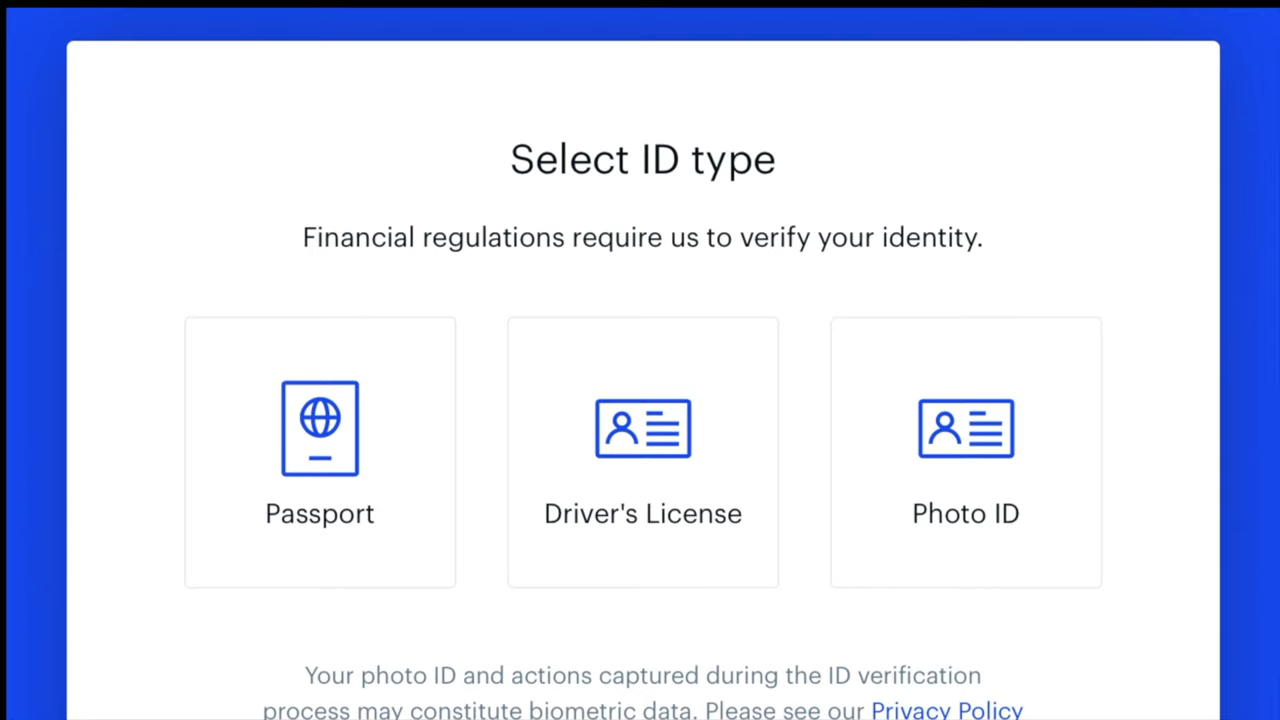 Select ID type
Financial regulations require us to verify your identity.
Passport
Driver's License
Photo ID
Your photo ID and actions captured during the ID verification
process may constitute biometric data. Please see our Privacy Policy